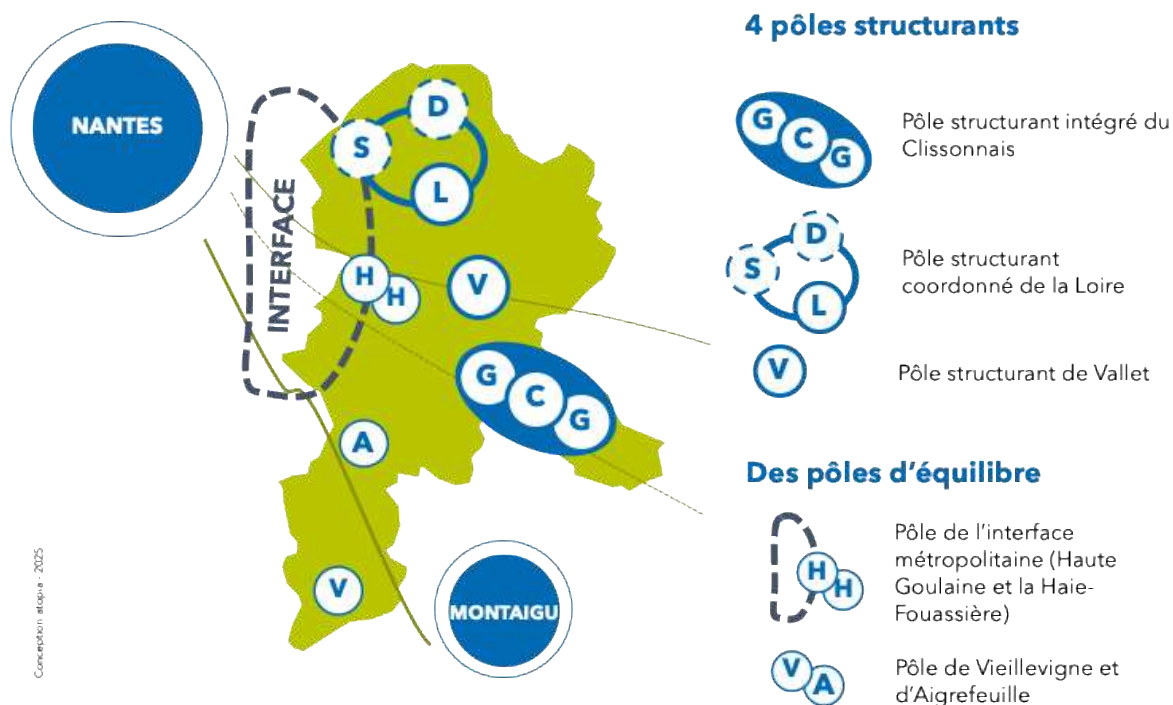 NANTES
INTERFACE
S
D
L
H
H
V
G
C
G
A
V
MONTAIGU
Conception atopia - 2025
4 pôles structurants
G
C
G
Pôle structurant intégré du
Clissonnais
S
D
L
Pôle structurant
coordonné de la Loire
V
Pôle structurant de Vallet
Des pôles d'équilibre
H
H
Pôle de l'interface
métropolitaine (Haute
Goulaine et la Haie-
Fouassière)
V
A
Pôle de Vieillevigne et
d'Aigrefeuille